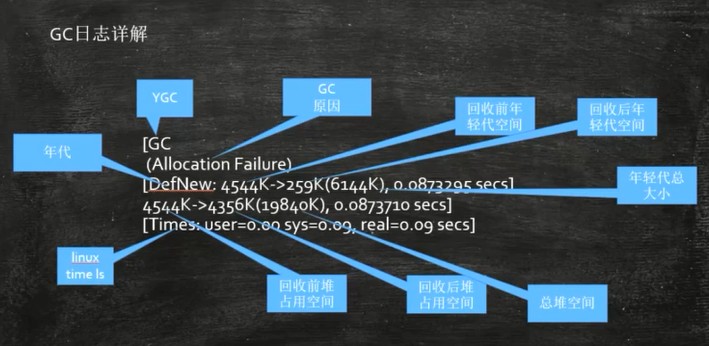 GC日志详解
YGC
GC
原因
回收前年
轻代空间
回收后年
轻代空间
年代
[GC
(Allocation Failure)
[DefNew: 4544K->259K(6144K), 0.0873295 secs]
4544K->4356K(19840K), 0.0873710 secs]
[Times: user=0.00 sys=0.09, real=0.09 secs]
年轻代总
大小
linux
time ls
回收前堆
占用空间
回收后堆
占用空间
总堆空间